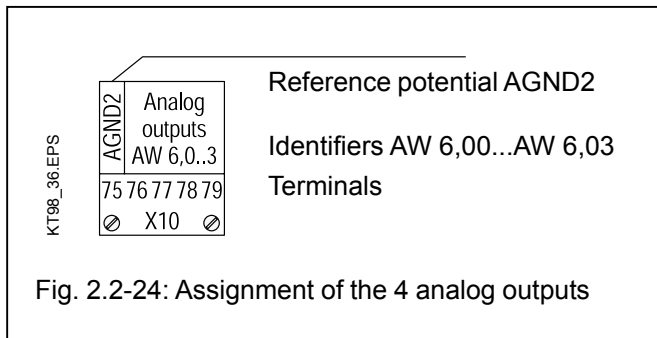 Reference potential AGND2
AGND2
Analog
outputs
AW 6,0..3
Identifiers AW 6,00...AW 6,03
75 76 77 78 79
Terminals
X10
KT98_36.EPS
Fig. 2.2-24: Assignment of the 4 analog outputs